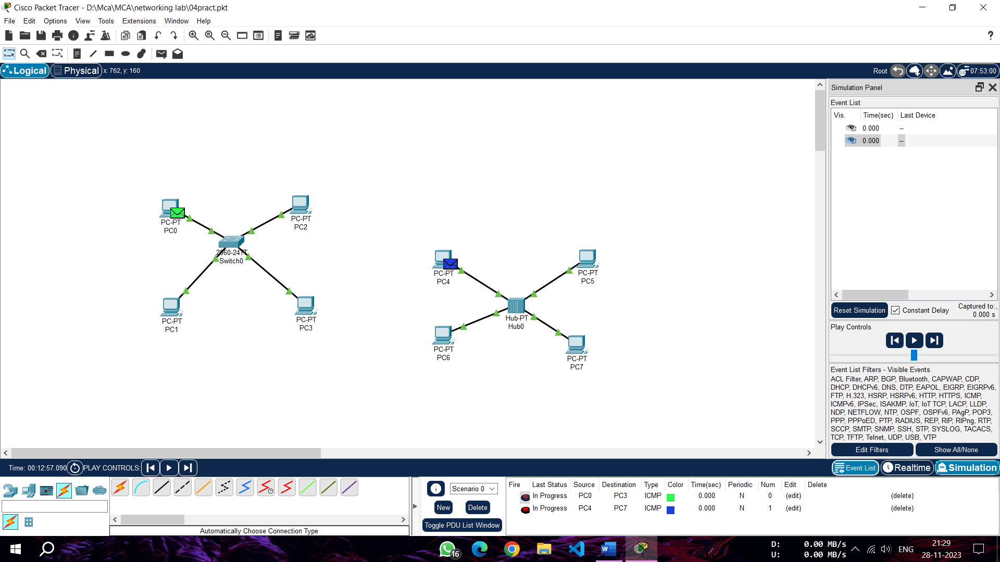 Cisco Packet Tracer - D:\Mca\MCA\networking lab\04pract.pkt
File Edit Options View Tools Extensions Window Help
Logical Physical x: 762, y: 160 Root 07:53:00
Simulation Panel
Event List
Vis. Time(sec) Last Device
0.000 --
0.000 --
PC-PT
PC0
PC-PT
PC2
2960-24TT
Switch0
PC-PT
PC1
PC-PT
PC3
PC-PT
PC4
PC-PT
PC5
Hub-PT
Hub0
PC-PT
PC6
PC-PT
PC7
Reset Simulation Constant Delay Captured to:
0.000 s
Play Controls
Event List Filters - Visible Events
ACL Filter, ARP, BGP, Bluetooth, CAPWAP, CDP,
DHCP, DHCPv6, DNS, DTP, EAPOL, EIGRP, EIGRPv6,
FTP, H.323, HSRP, HSRPv6, HTTP, HTTPS, ICMP,
ICMPv6, IPSec, ISAKMP, IoT, IoT TCP, LACP, LLDP,
NDP, NETFLOW, NTP, OSPF, OSPFv6, PAgP, POP3,
PPP, PPPoED, PTP, RADIUS, REP, RIP, RIPng, RTP,
SCCP, SMTP, SNMP, SSH, STP, SYSLOG, TACACS,
TCP, TFTP, Telnet, UDP, USB, VTP
Edit Filters Show All/None
Time: 00:12:57.090 PLAY CONTROLS: Event List Realtime Simulation
Scenario 0
New Delete
Toggle PDU List Window
Fire Last Status Source Destination Type Color Time(sec) Periodic Num Edit Delete
In Progress PC0 PC3 ICMP 0.000 N 0 (edit) (delete)
In Progress PC4 PC7 ICMP 0.000 N 1 (edit) (delete)
Automatically Choose Connection Type
16
D: 0.00 MB/s
U: 0.00 MB/s
ENG
21:29
28-11-2023